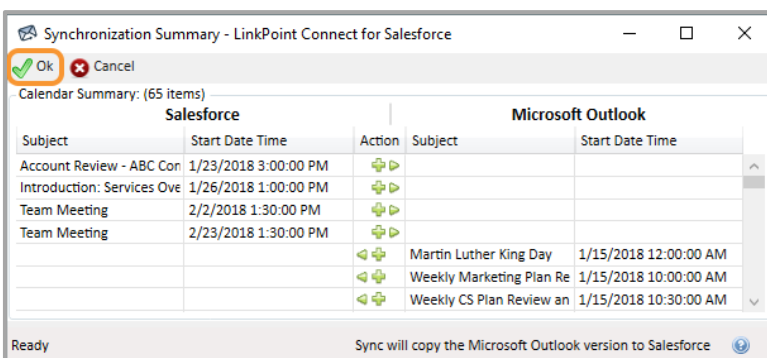 Synchronization Summary - LinkPoint Connect for Salesforce
Ok Cancel
Calendar Summary: (65 items)
Salesforce Microsoft Outlook
Subject Start Date Time Action Subject Start Date Time
Account Review - ABC Con 1/23/2018 3:00:00 PM
Introduction: Services Ove 1/26/2018 1:00:00 PM
Team Meeting 2/2/2018 1:30:00 PM
Team Meeting 2/23/2018 1:30:00 PM
Martin Luther King Day 1/15/2018 12:00:00 AM
Weekly Marketing Plan Re 1/15/2018 10:00:00 AM
Weekly CS Plan Review an 1/15/2018 10:30:00 AM
Ready Sync will copy the Microsoft Outlook version to Salesforce